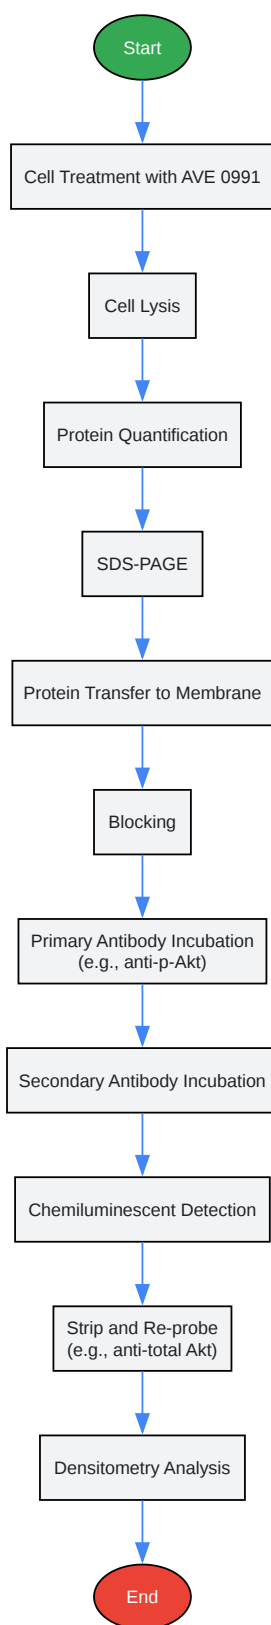 Start
Cell Treatment with AVE 0991
Cell Lysis
Protein Quantification
SDS-PAGE
Protein Transfer to Membrane
Blocking
Primary Antibody Incubation
(e.g., anti-p-Akt)
Secondary Antibody Incubation
Chemiluminescent Detection
Strip and Re-probe
(e.g., anti-total Akt)
Densitometry Analysis
End